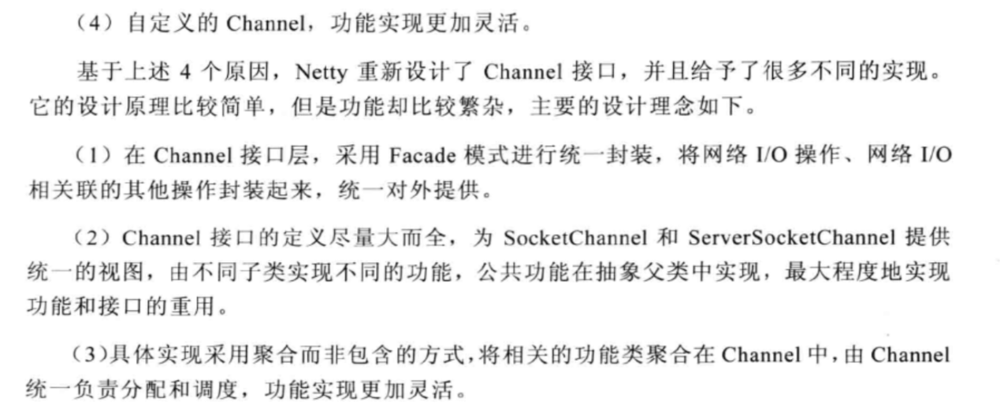 （4）自定义的 Channel，功能实现更加灵活。
基于上述 4 个原因，Netty 重新设计了 Channel 接口，并且给予了很多不同的实现。
它的设计原理比较简单，但是功能却比较繁杂，主要的设计理念如下。
（1）在 Channel 接口层，采用 Facade 模式进行统一封装，将网络 I/O 操作、网络 I/O
相关联的其他操作封装起来，统一对外提供。
（2）Channel 接口的定义尽量大而全，为 SocketChannel 和 ServerSocketChannel 提供
统一的视图，由不同子类实现不同的功能，公共功能在抽象父类中实现，最大程度地实现
功能和接口的重用。
（3）具体实现采用聚合而非包含的方式，将相关的功能类聚合在 Channel 中，由 Channel
统一负责分配和调度，功能实现更加灵活。